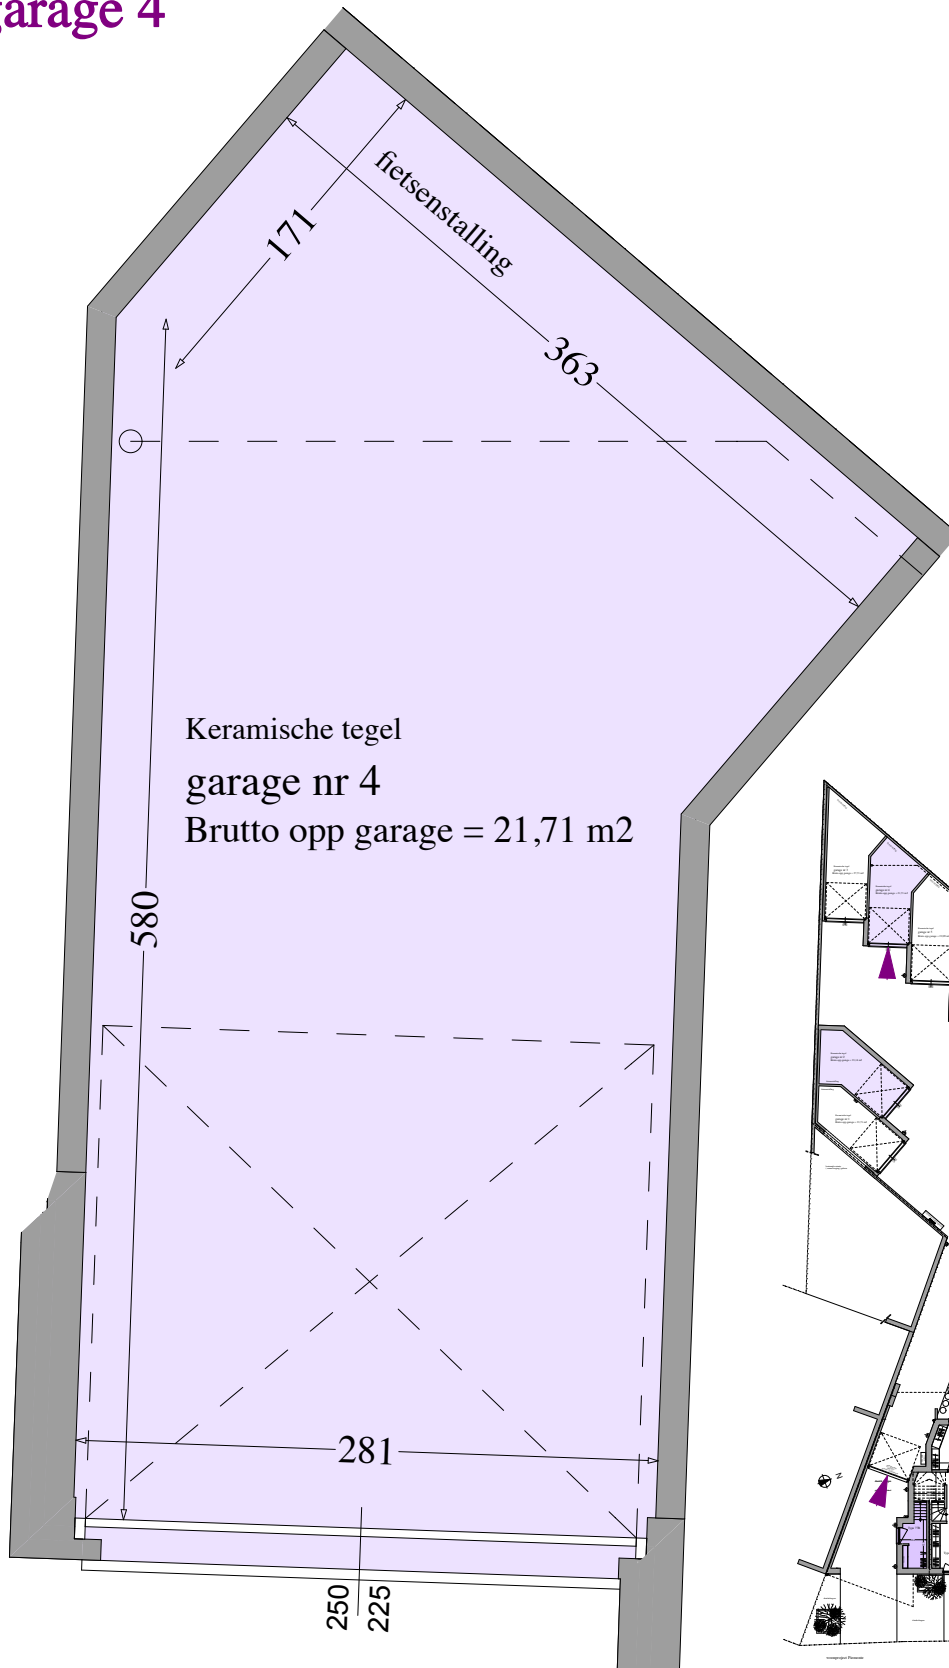 garage 4
fietsenstalling
171
363
Keramische tegel
garage nr 4
Brutto opp garage = 21,71 m2
580
281
250
225
N